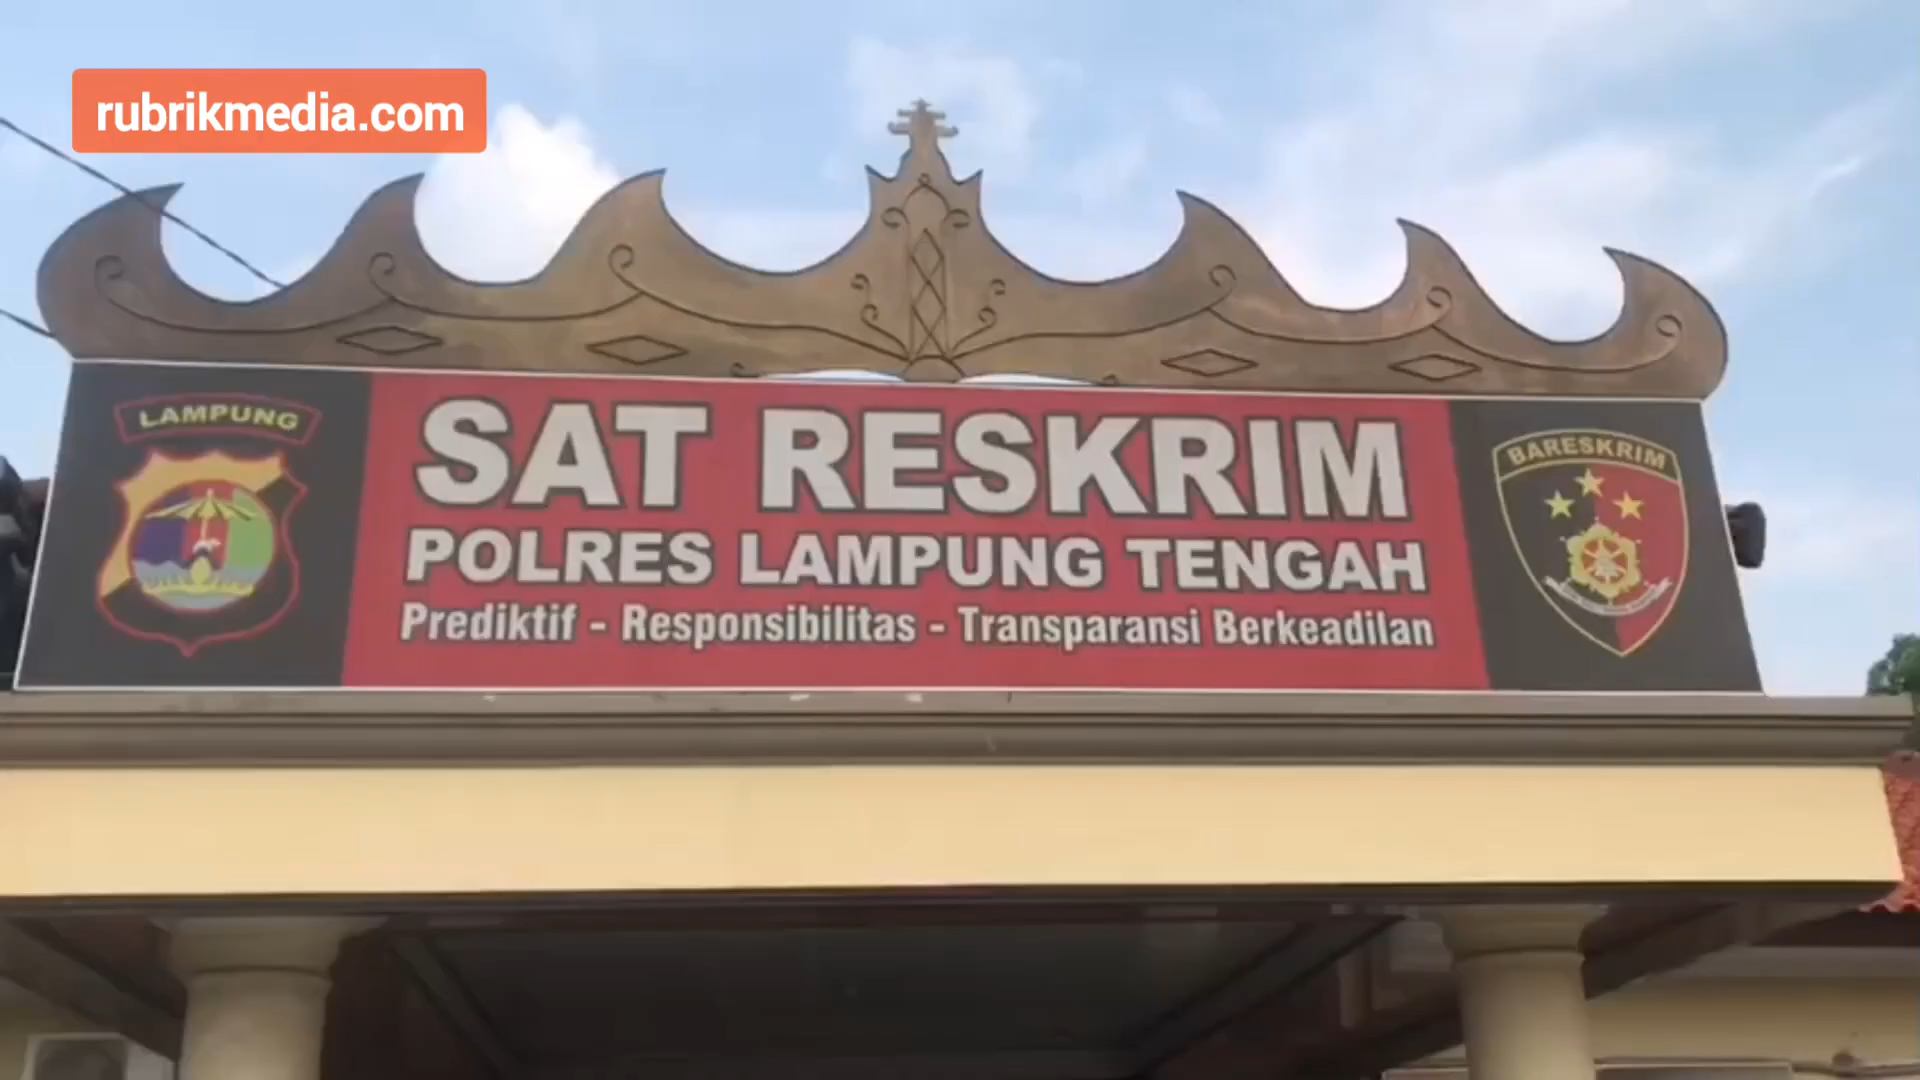 rubrikmedia.com
LAMPUNG
SAT RESKRIM
POLRES LAMPUNG TENGAH
Prediktif - Responsibilitas - Transparansi Berkeadilan
BARESKRIM